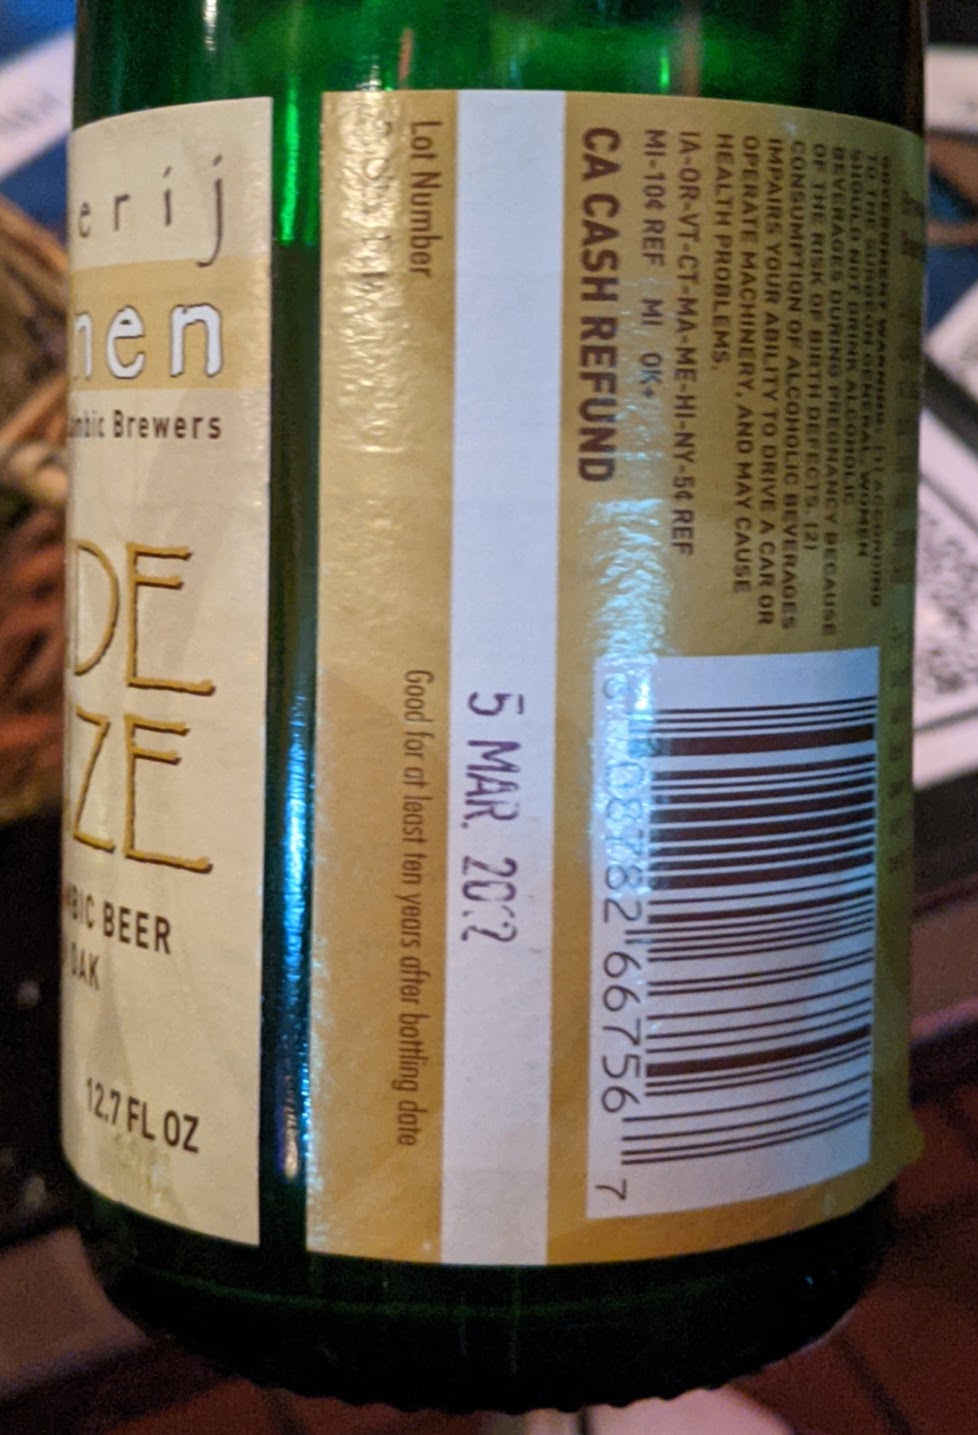 erij
nen
ambic Brewers
DE
ZE
MBIC BEER
OAK
12.7 FL OZ
Lot Number
Good for at least ten years after bottling date
5 MAR. 20
CA CASH REFUND
MI-10¢ REF MI OK+
IA-OR-VT-CT-MA-ME-HI-NY-5¢ REF
GOVERNMENT WARNING: (1) ACCORDING
TO THE SURGEON GENERAL, WOMEN
SHOULD NOT DRINK ALCOHOLIC
BEVERAGES DURING PREGNANCY BECAUSE
OF THE RISK OF BIRTH DEFECTS. (2)
CONSUMPTION OF ALCOHOLIC BEVERAGES
IMPAIRS YOUR ABILITY TO DRIVE A CAR OR
OPERATE MACHINERY, AND MAY CAUSE
HEALTH PROBLEMS.
66756 7